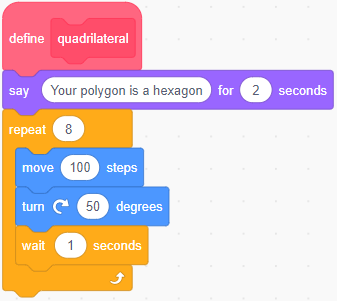 define quadrilateral
say Your polygon is a hexagon for 2 seconds
repeat 8
move 100 steps
turn 50 degrees
wait 1 seconds